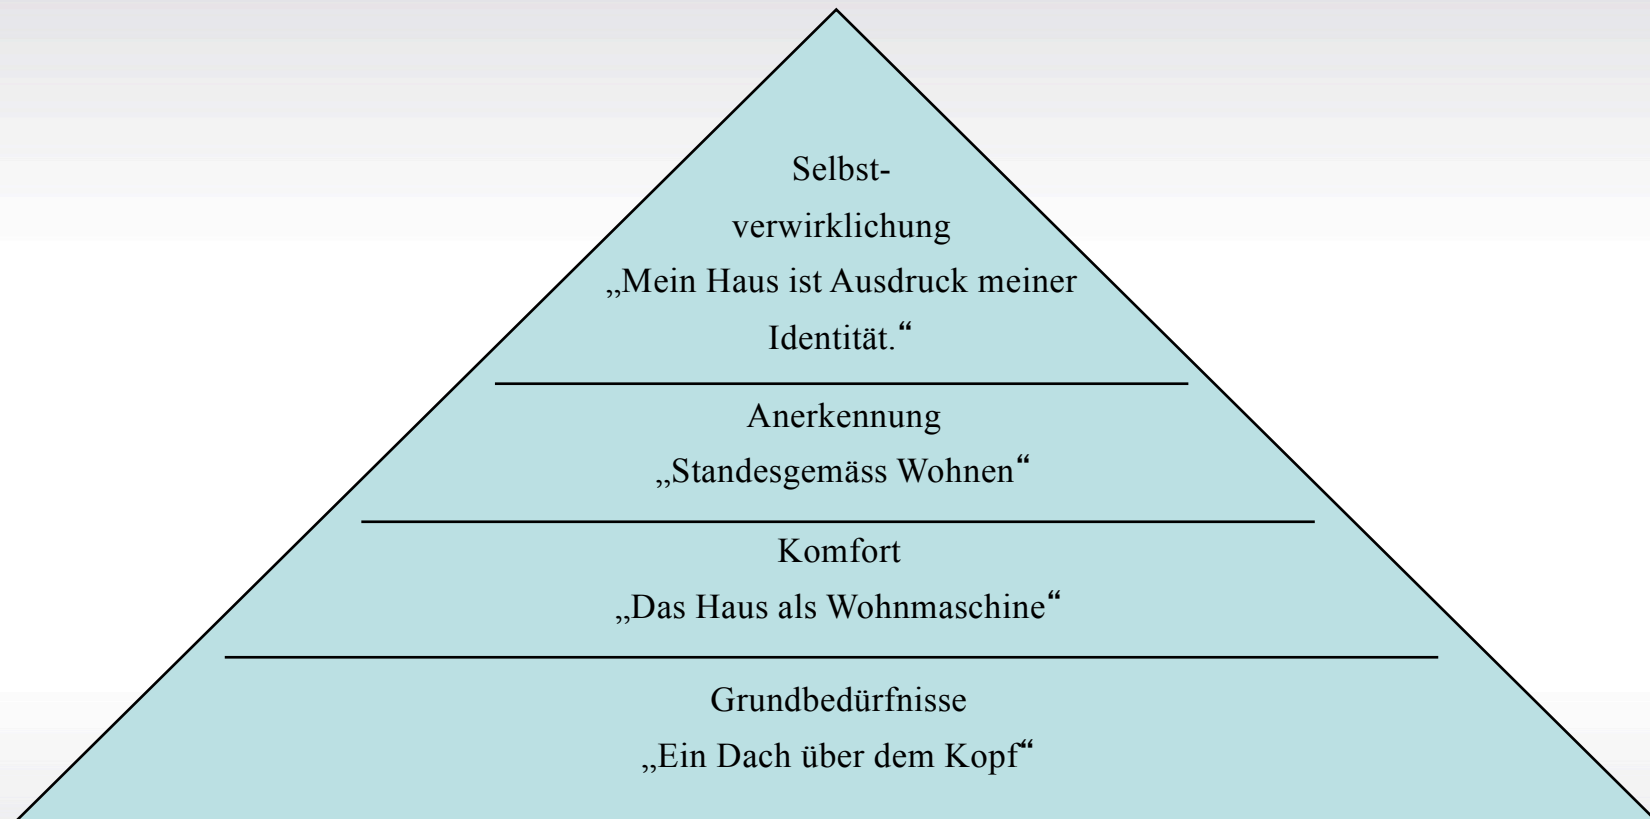 Selbst-
verwirklichung
„Mein Haus ist Ausdruck meiner
Identität.“
Anerkennung
„Standesgemäss Wohnen“
Komfort
„Das Haus als Wohnmaschine“
Grundbedürfnisse
„Ein Dach über dem Kopf“